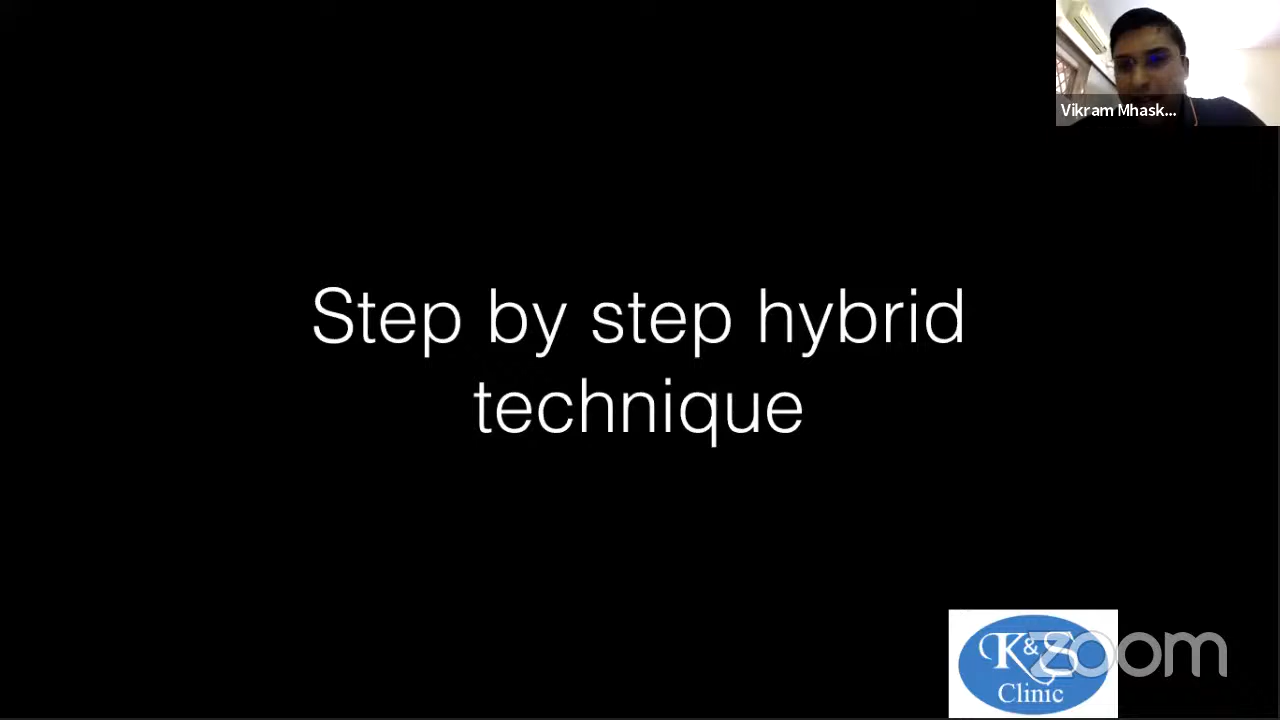 Vikram Mhask...
Step by step hybrid
technique
K&S
Clinic
zoom